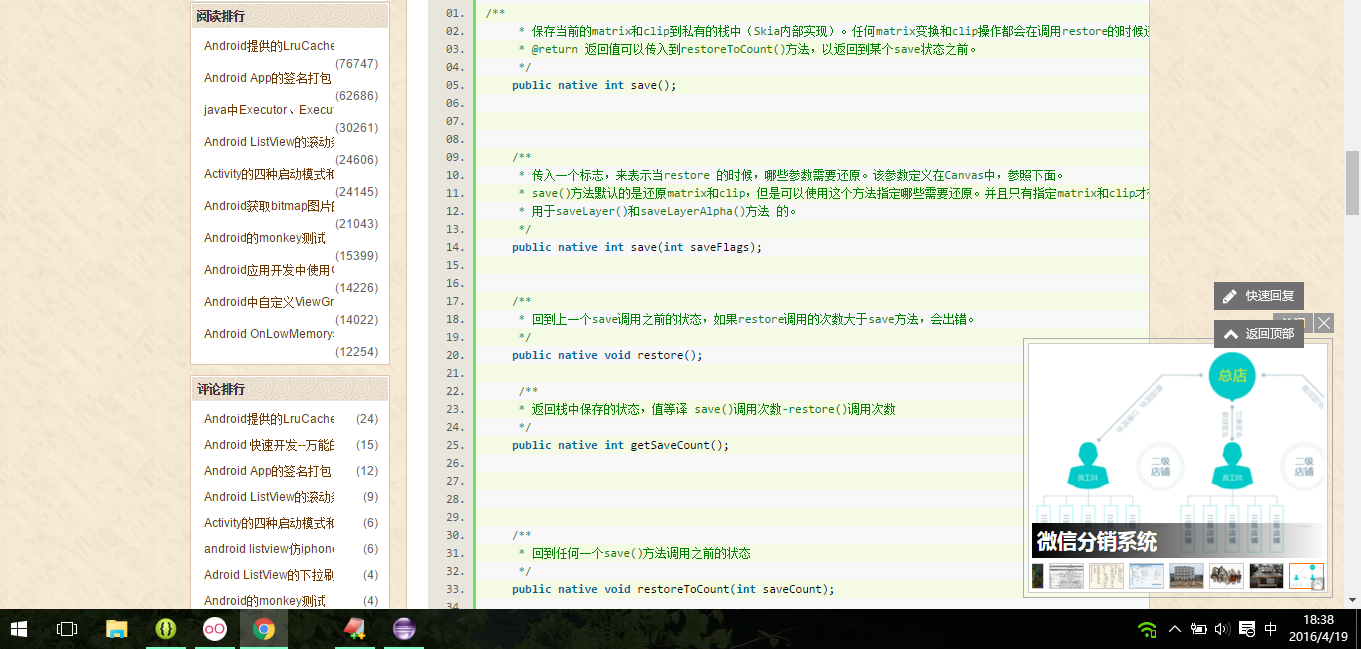 阅读排行
Android提供的LruCache
(76747)
Android App的签名打包
(62686)
java中Executor、Execu
(30261)
Android ListView的滚动
(24606)
Activity的四种启动模式和
(24145)
Android获取bitmap图片
(21043)
Android的monkey测试
(15399)
Android应用开发中使用
(14226)
Android中自定义ViewGr
(14022)
Android OnLowMemory
(12254)
评论排行
Android提供的LruCache (24)
Android 快速开发--万能的 (15)
Android App的签名打包 (12)
Android ListView的滚动 (9)
Activity的四种启动模式和 (6)
android listview仿iphone (6)
Adroid ListView的下拉刷 (4)
Android的monkey测试 (4)
01. /**
02. * 保存当前的matrix和clip到私有的栈中（Skia内部实现）。任何matrix变换和clip操作都会在调用restore的时候还
03. * @return 返回值可以传入到restoreToCount()方法，以返回到某个save状态之前。
04. */
05. public native int save();
06.
07.
08.
09. /**
10. * 传入一个标志，来表示当restore 的时候，哪些参数需要还原。该参数定义在Canvas中，参照下面。
11. * save()方法默认的是还原matrix和clip，但是可以使用这个方法指定哪些需要还原。并且只有指定matrix和clip才
12. * 用于saveLayer()和saveLayerAlpha()方法 的。
13. */
14. public native int save(int saveFlags);
15.
16.
17. /**
18. * 回到上一个save调用之前的状态，如果restore调用的次数大于save方法，会出错。
19. */
20. public native void restore();
21.
22. /**
23. * 返回栈中保存的状态，值等译 save()调用次数-restore()调用次数
24. */
25. public native int getSaveCount();
26.
27.
28.
29.
30. /**
31. * 回到任何一个save()方法调用之前的状态
32. */
33. public native void restoreToCount(int saveCount);
34.
快速回复
返回顶部
总店
员工01
二级
店铺
员工01
二级
店铺
微信分销系统
中
18:38
2016/4/19